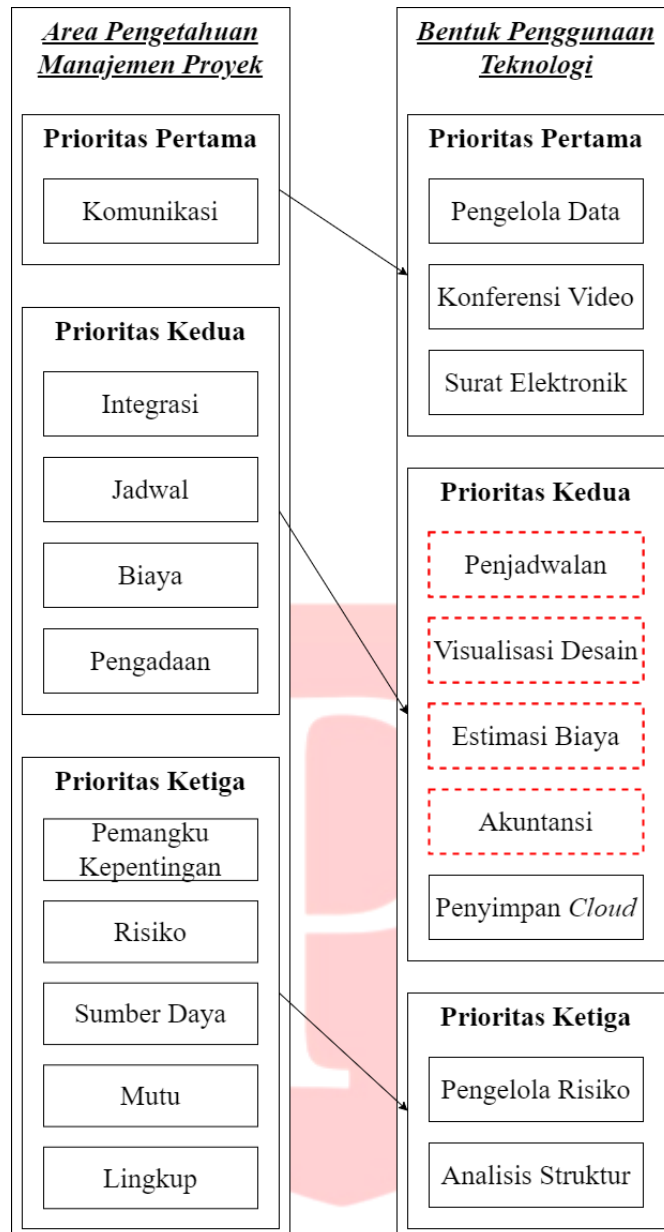 Area Pengetahuan
Manajemen Proyek
Prioritas Pertama
Komunikasi
Prioritas Kedua
Integrasi
Jadwal
Biaya
Pengadaan
Prioritas Ketiga
Pemangku
Kepentingan
Risiko
Sumber Daya
Mutu
Lingkup
Bentuk Penggunaan
Teknologi
Prioritas Pertama
Pengelola Data
Konferensi Video
Surat Elektronik
Prioritas Kedua
Penjadwalan
Visualisasi Desain
Estimasi Biaya
Akuntansi
Penyimpan Cloud
Prioritas Ketiga
Pengelola Risiko
Analisis Struktur